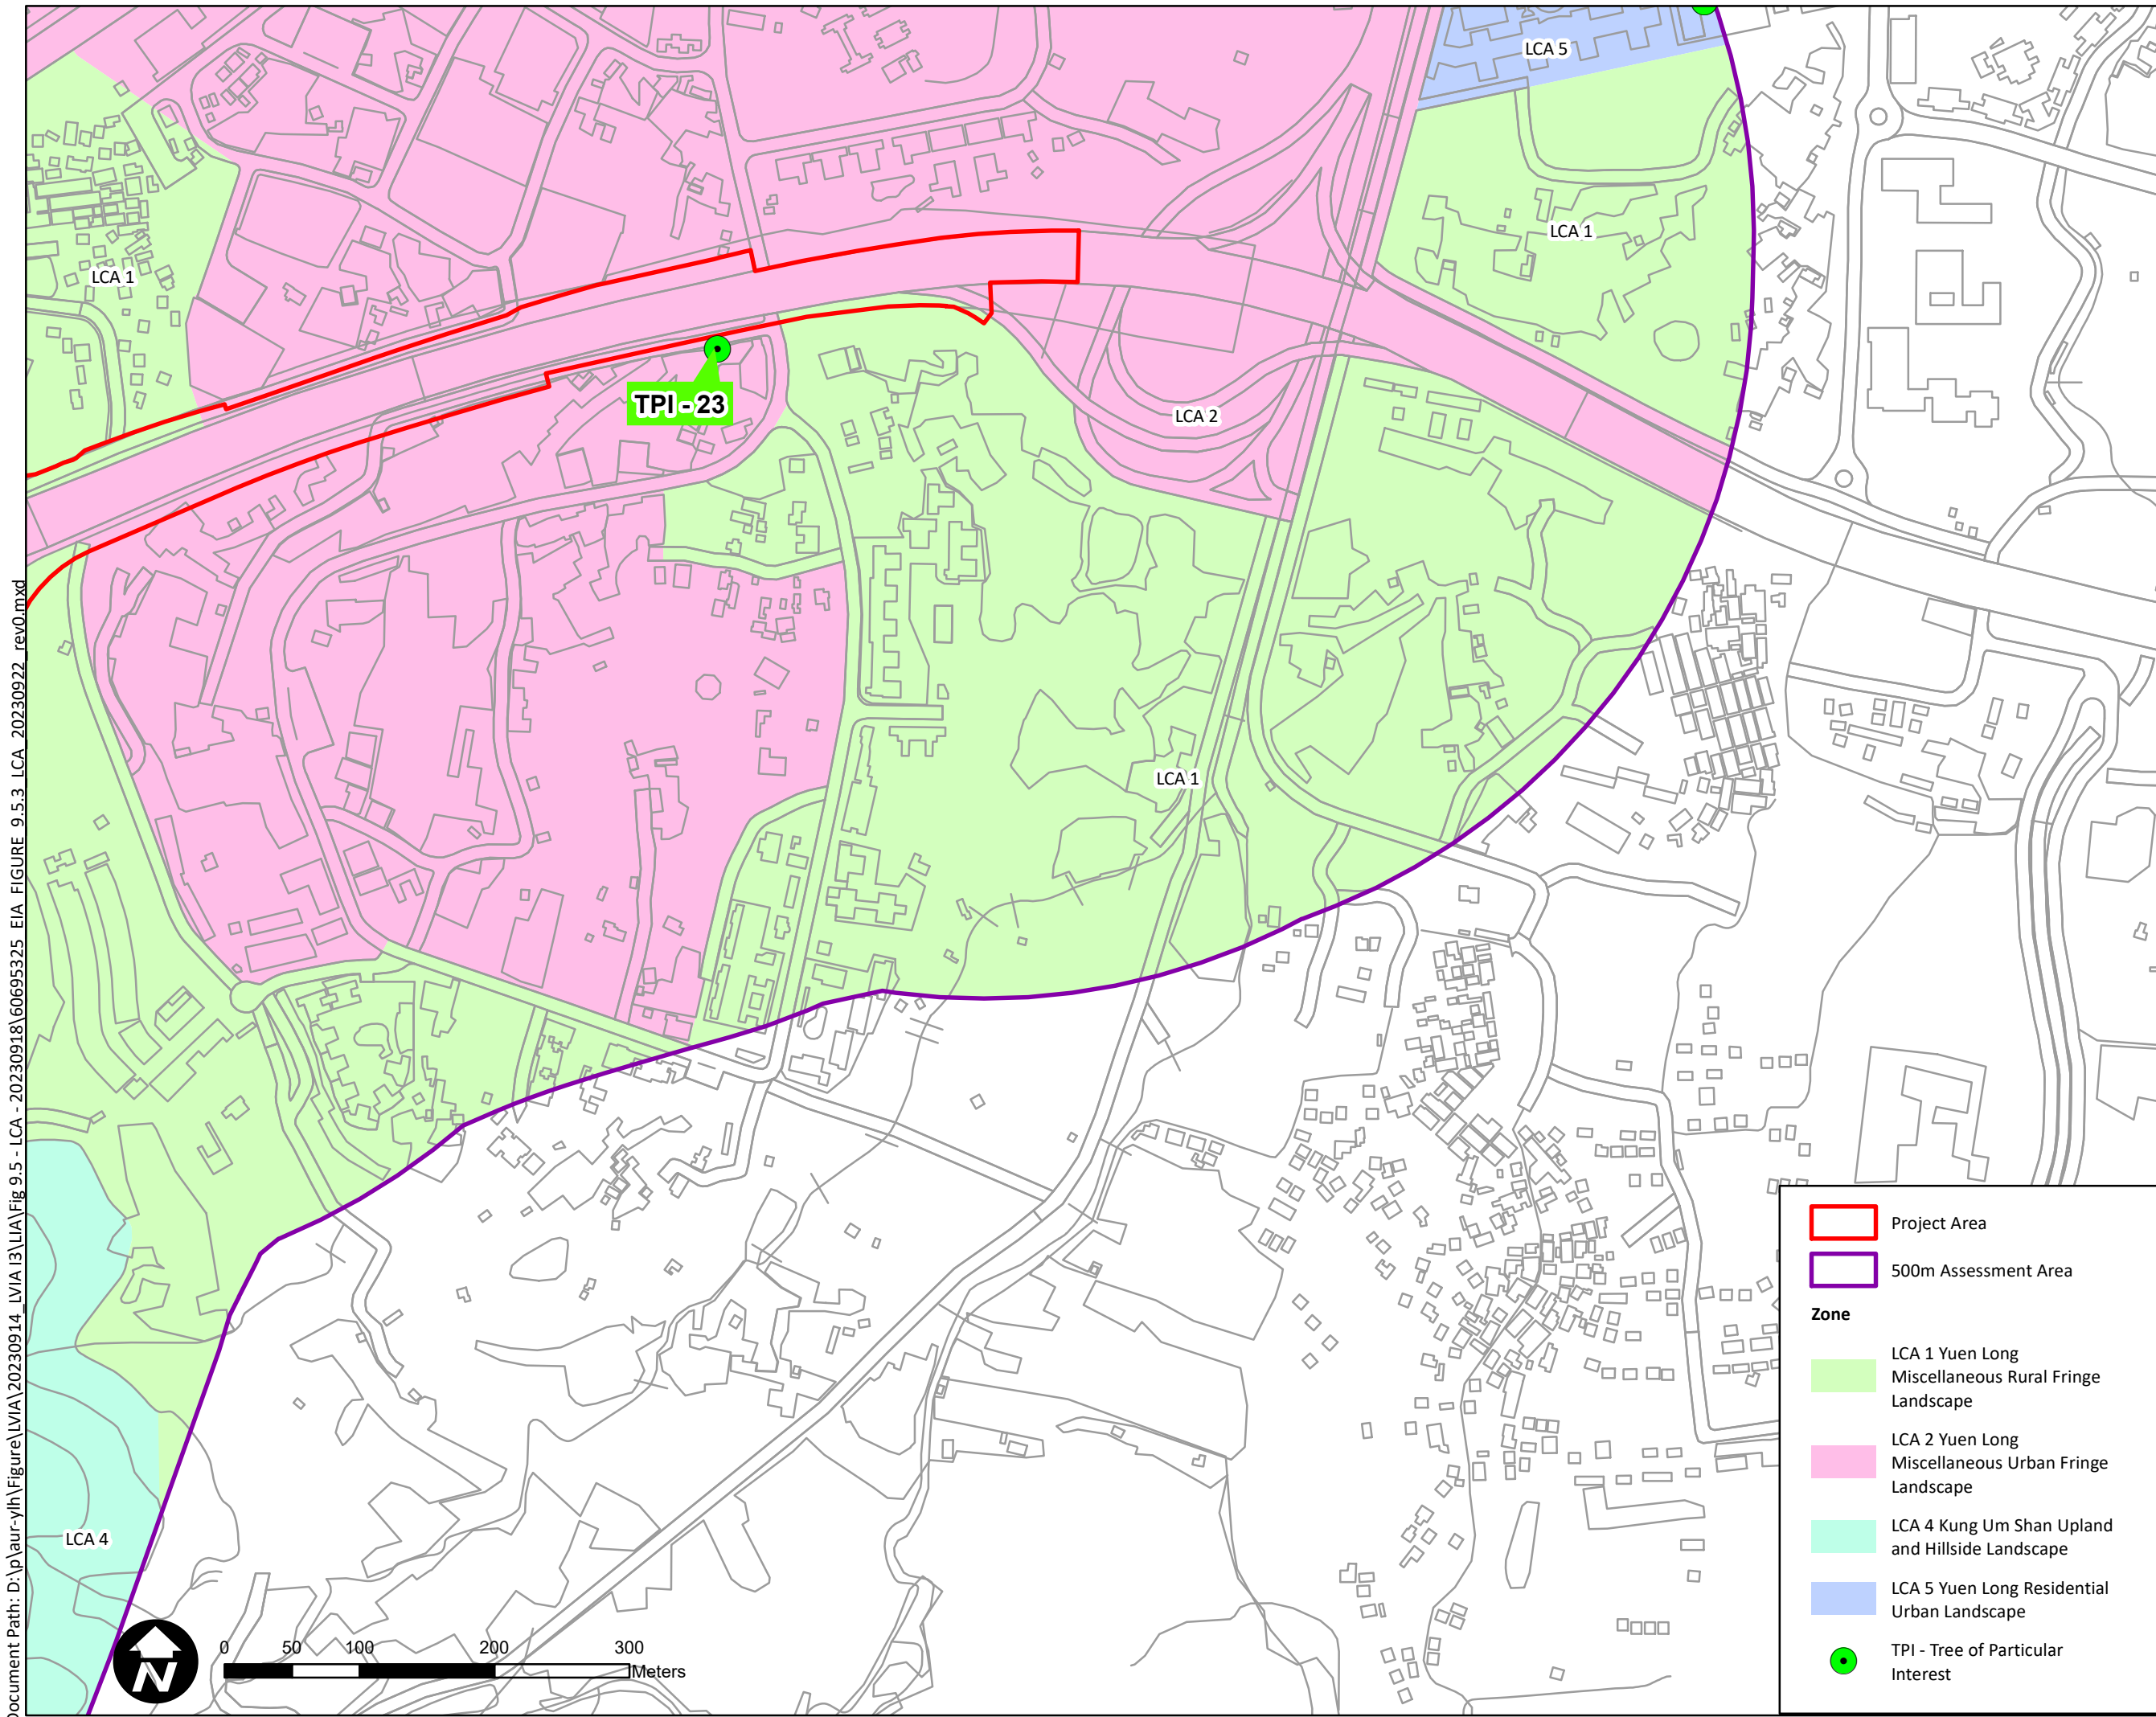 LCA 5
LCA 1
LCA 1
TPI - 23
LCA 2
LCA 1
LCA 4
0 50 100 200 300
Meters
N
Project Area
500m Assessment Area
Zone
LCA 1 Yuen Long
Miscellaneous Rural Fringe
Landscape
LCA 2 Yuen Long
Miscellaneous Urban Fringe
Landscape
LCA 4 Kung Um Shan Upland
and Hillside Landscape
LCA 5 Yuen Long Residential
Urban Landscape
TPI - Tree of Particular
Interest
Document Path: D:\p\aur-ylh\Figure\LVIA\20230914_LVIA I3\LIA\Fig 9.5 - LCA - 20230918\60695325_EIA_FIGURE_9.5.3_LCA_20230922_rev0.mxd